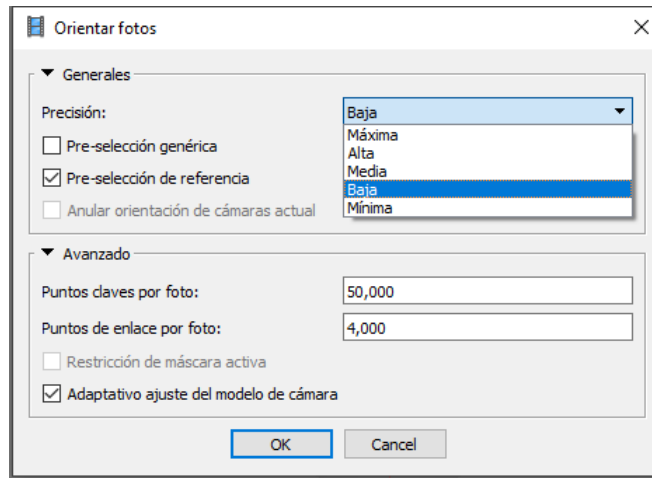 Orientar fotos
Generales
Precisión:
Baja
Máxima
Alta
Media
Baja
Mínima
Pre-selección genérica
Pre-selección de referencia
Anular orientación de cámaras actual
Avanzado
Puntos claves por foto:
50,000
Puntos de enlace por foto:
4,000
Restricción de máscara activa
Adaptativo ajuste del modelo de cámara
OK
Cancel